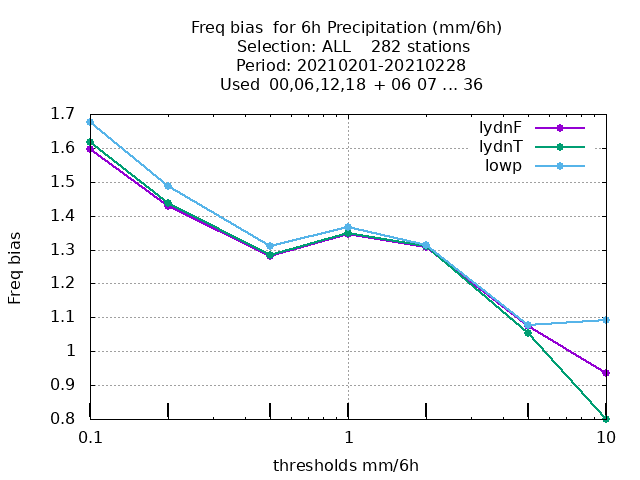 Freq bias  for 6h Precipitation (mm/6h)
Selection: ALL    282 stations
Period: 20210201-20210228
Used  00,06,12,18  + 06 07 ... 36
1.7
1.6
1.5
1.4
1.3
1.2
1.1
1
0.9
0.8
Freq bias
lydnF
lydnT
lowp
0.1 1 10
thresholds mm/6h